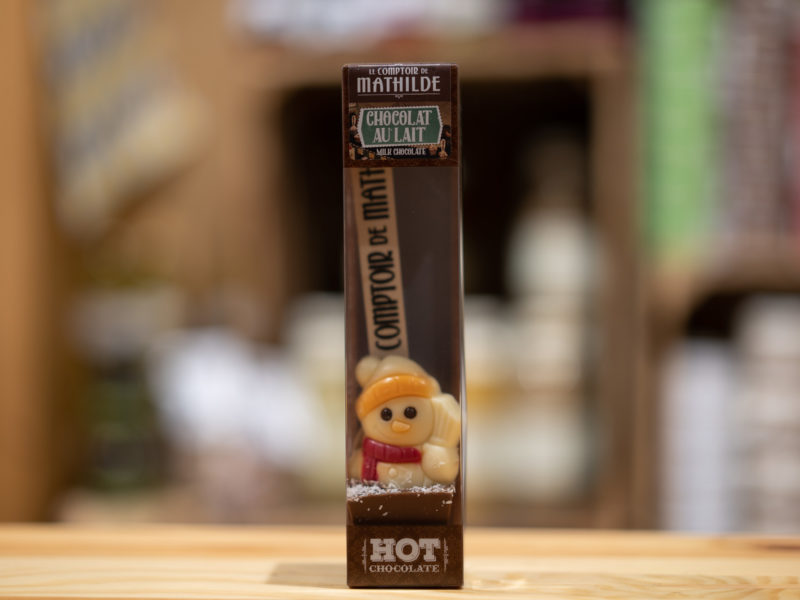 LE COMPTOIR DE
MATHILDE
CHOCOLAT
AU LAIT
MILK CHOCOLATE
COMPTOIR DE MATH
HOT
CHOCOLATE